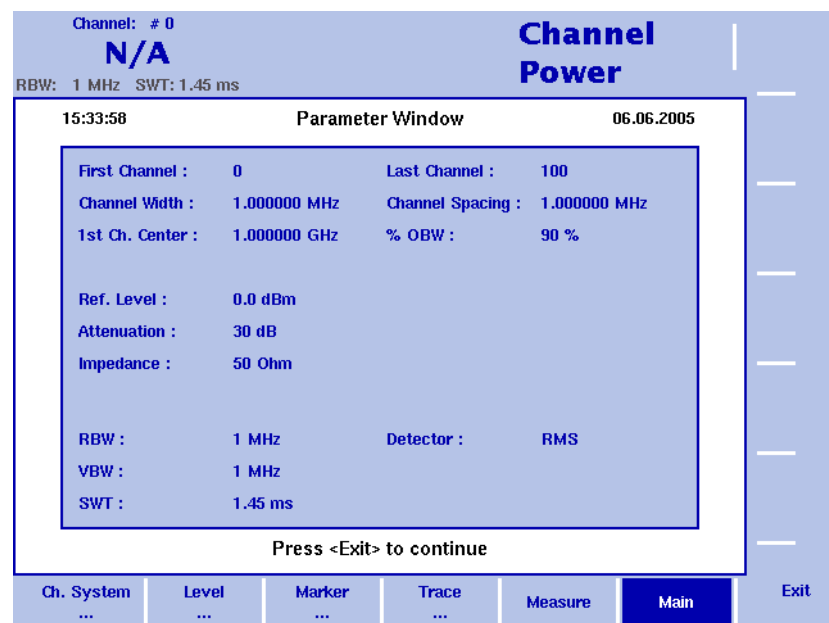 Channel: # 0
N/A
RBW: 1 MHz SWT: 1.45 ms
Channel
Power
15:33:58 Parameter Window 06.06.2005
First Channel : 0 Last Channel : 100
Channel Width : 1.000000 MHz Channel Spacing : 1.000000 MHz
1st Ch. Center : 1.000000 GHz % OBW : 90 %
Ref. Level : 0.0 dBm
Attenuation : 30 dB
Impedance : 50 Ohm
RBW : 1 MHz Detector : RMS
VBW : 1 MHz
SWT : 1.45 ms
Press <Exit> to continue
Ch. System ... Level ... Marker ... Trace ... Measure Main Exit